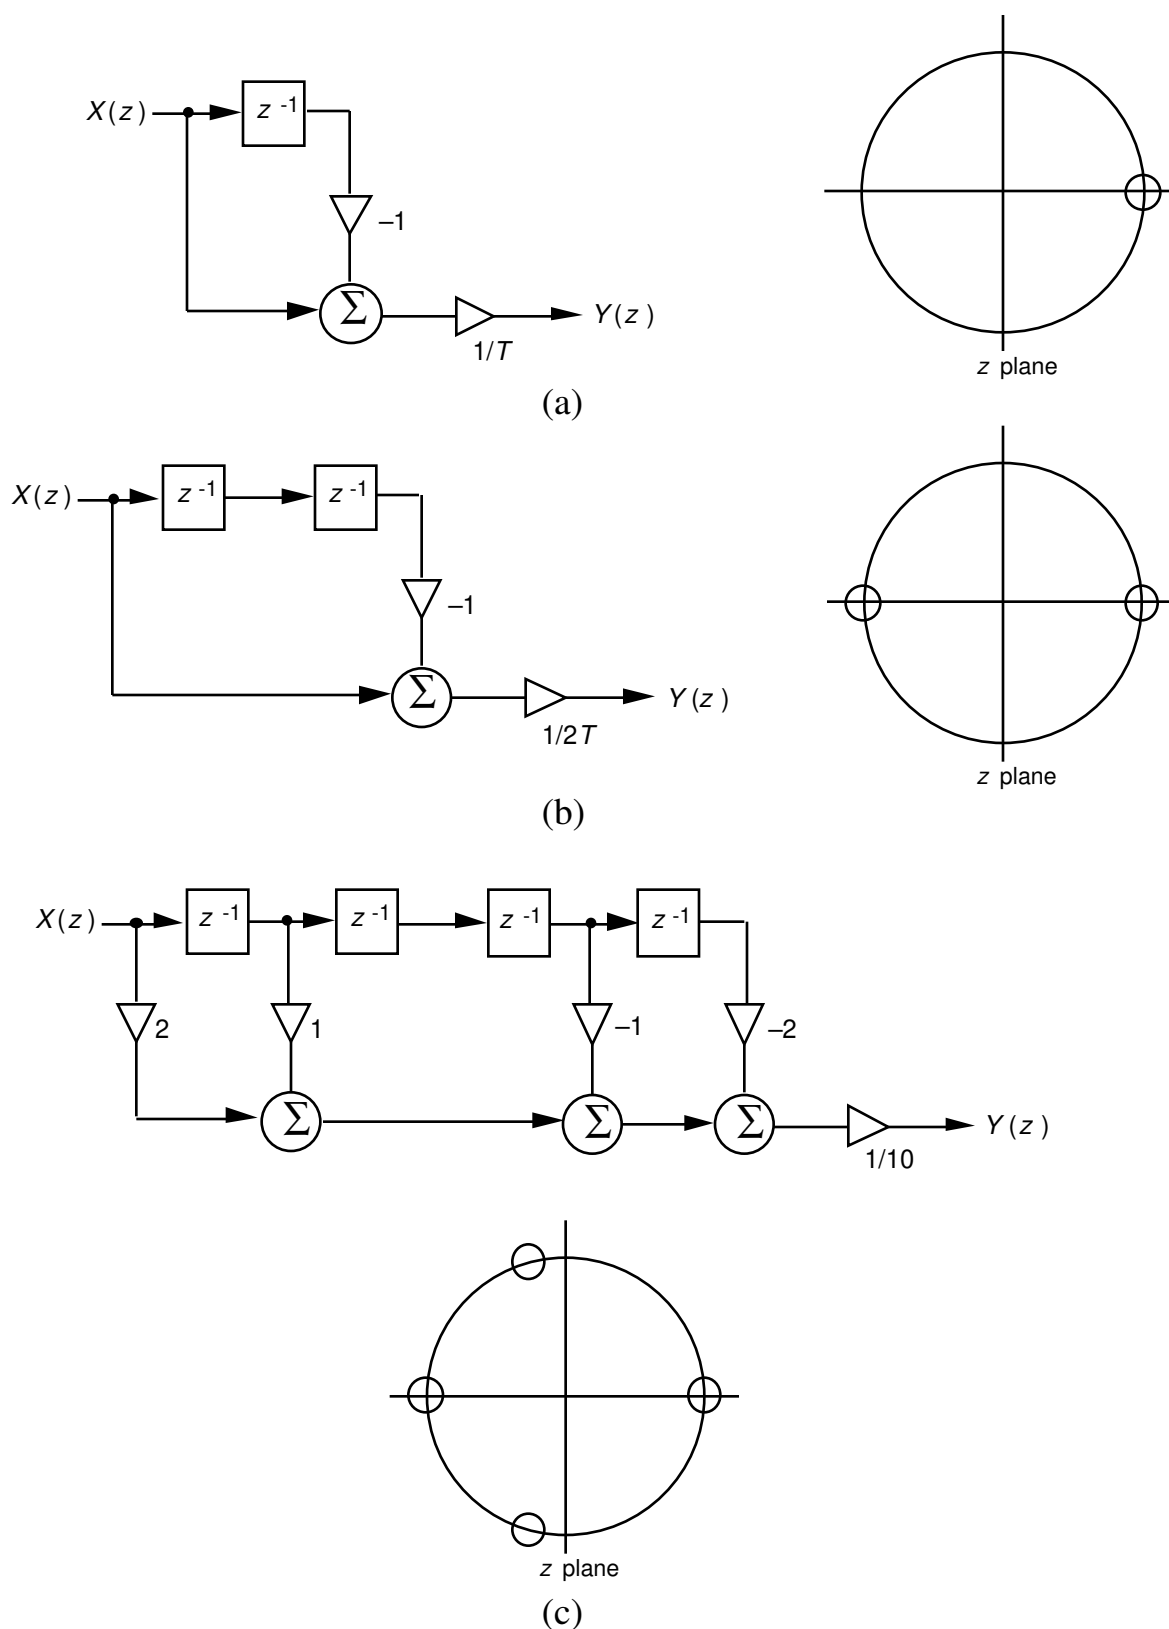 X(z)
z -1
–1
Σ
1/T
Y(z)
z plane
(a)
X(z)
z -1
z -1
–1
Σ
1/2T
Y(z)
z plane
(b)
X(z)
z -1
z -1
z -1
z -1
2
1
–1
–2
Σ
Σ
Σ
1/10
Y(z)
z plane
(c)